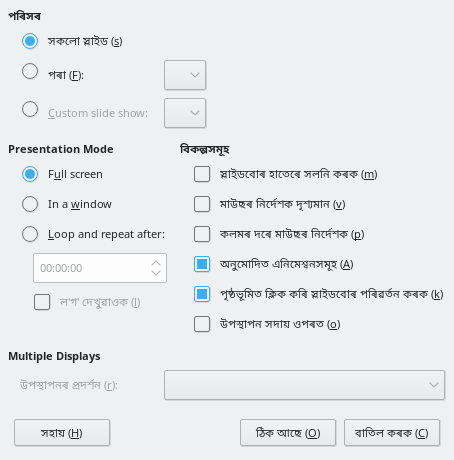 পৰিসৰ
সকলো স্লাইড (s)
পৰা (F):
Custom slide show:
Presentation Mode
বিকল্পসমূহ
Full screen
স্লাইডবোৰ হাতেৰে সলনি কৰক (m)
In a window
মাউছৰ নিৰ্দেশক দৃশ্যমান (v)
Loop and repeat after:
কলমৰ দৰে মাউছৰ নিৰ্দেশক (p)
00:00:00
অনুমোদিত এনিমেশ্বনসমূহ (A)
ল'গ' দেখুৱাওক (l)
পৃষ্ঠভূমিত ক্লিক কৰি স্লাইডবোৰ পৰিৱৰ্তন কৰক (k)
উপস্থাপন সদায় ওপৰত (o)
Multiple Displays
উপস্থাপনৰ প্ৰদৰ্শন (r):
সহায় (H)
ঠিক আছে (O)
বাতিল কৰক (C)